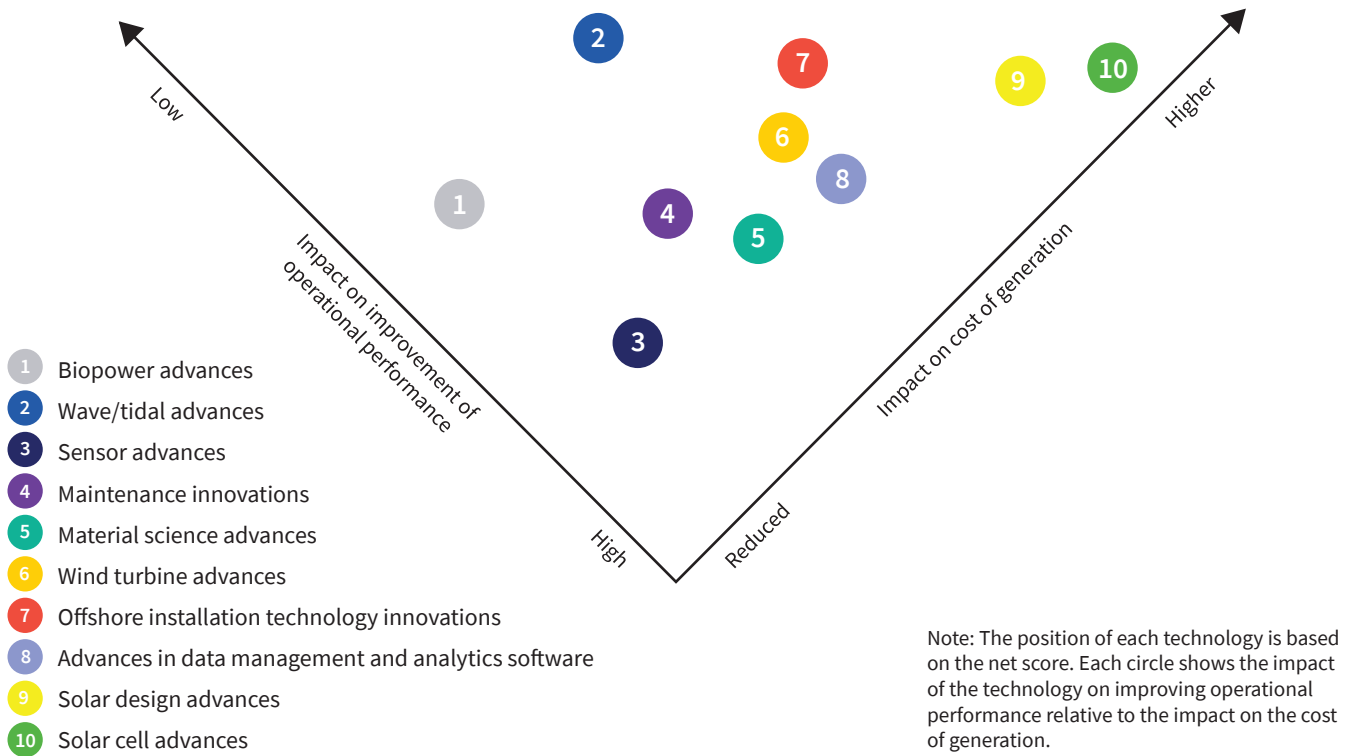 2
7
9
10
6
8
1
4
5
3
Low
Higher
Impact on improvement of
operational performance
Impact on cost of generation
High
Reduced
1 Biopower advances
2 Wave/tidal advances
3 Sensor advances
4 Maintenance innovations
5 Material science advances
6 Wind turbine advances
7 Offshore installation technology innovations
8 Advances in data management and analytics software
9 Solar design advances
10 Solar cell advances
Note: The position of each technology is based
on the net score. Each circle shows the impact
of the technology on improving operational
performance relative to the impact on the cost
of generation.